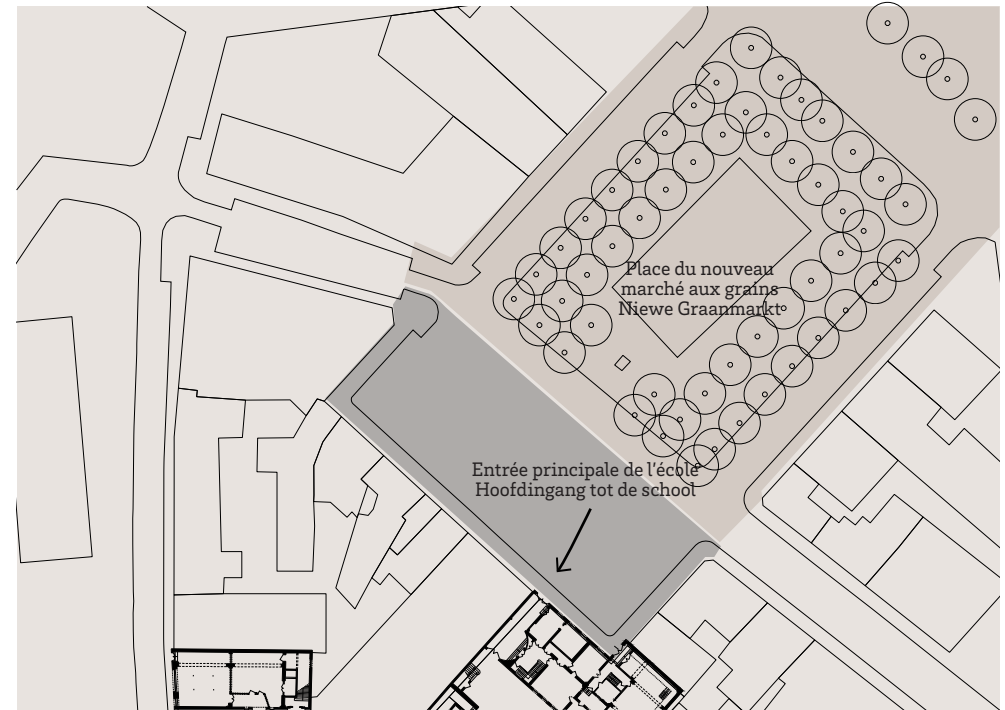 Place du nouveau
marché aux grains
Niewe Graanmarkt
Entrée principale de l'école
Hoofdingang tot de school